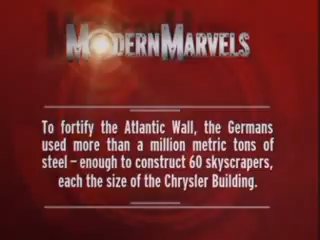 MODERN MARVELS
To fortify the Atlantic Wall, the Germans
used more than a million metric tons of
steel – enough to construct 60 skyscrapers,
each the size of the Chrysler Building.